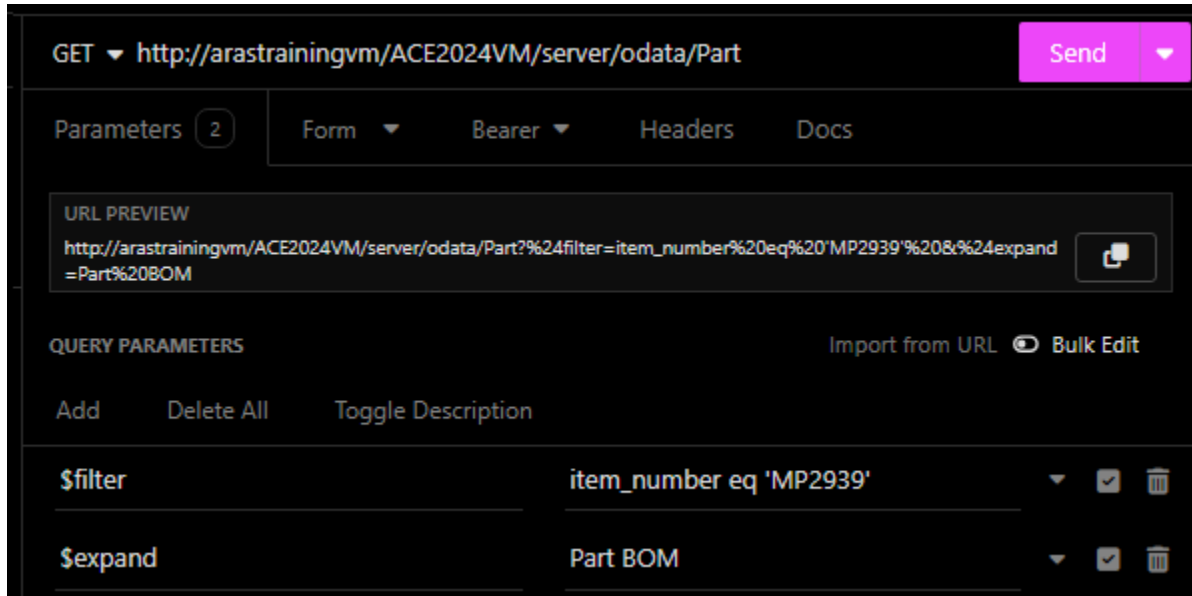 GET http://arastrainingvm/ACE2024VM/server/odata/Part Send
Parameters 2 Form Bearer Headers Docs
URL PREVIEW
http://arastrainingvm/ACE2024VM/server/odata/Part?%24filter=item_number%20eq%20'MP2939'%20&%24expand
=Part%20BOM
QUERY PARAMETERS Import from URL Bulk Edit
Add Delete All Toggle Description
$filter item_number eq 'MP2939'
$expand Part BOM